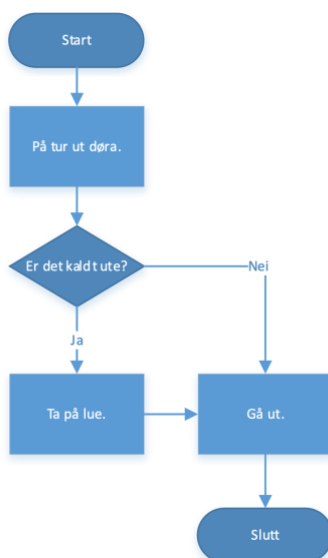 Start
På tur ut døra.
Er det kaldt ute?
Nei
Ja
Ta på lue.
Gå ut.
Slutt